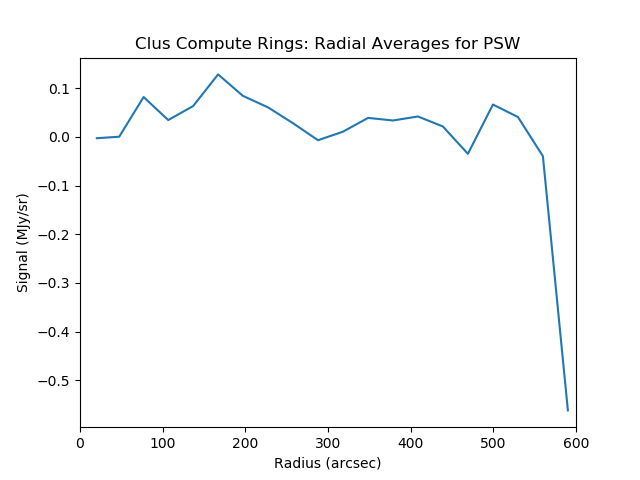 Clus Compute Rings: Radial Averages for PSW
0.1
0.0
−0.1
−0.2
−0.3
−0.4
−0.5
Signal (MJy/sr)
0 100 200 300 400 500 600
Radius (arcsec)